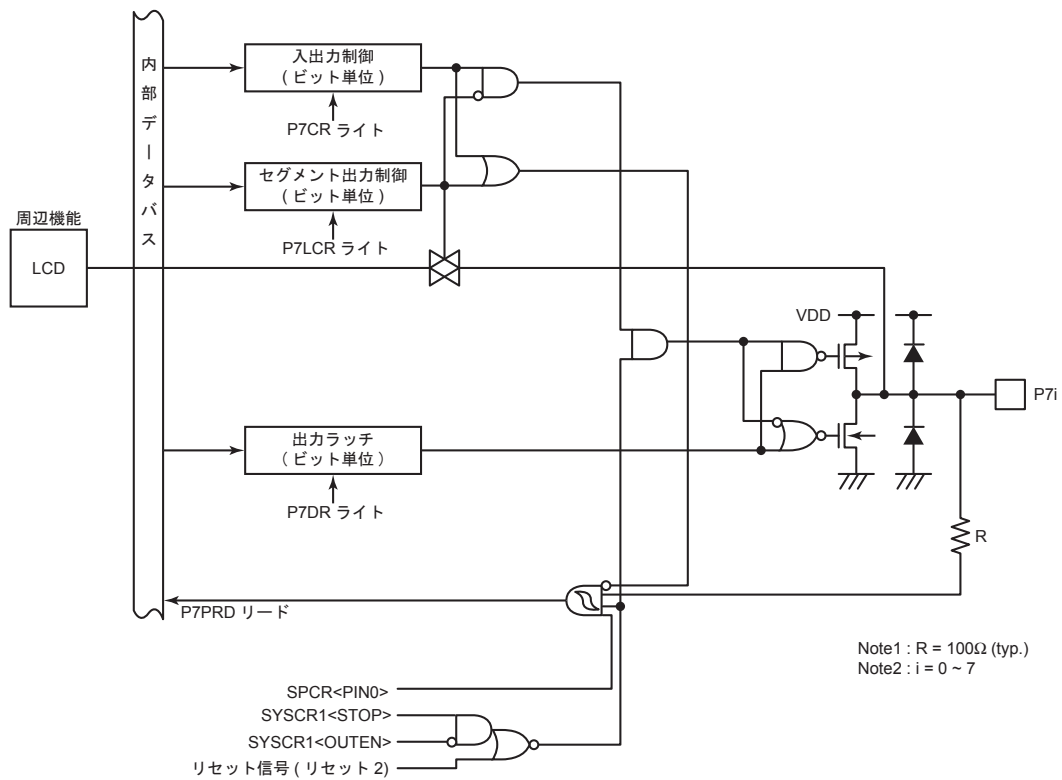 内部データバス
入出力制御
( ビット単位 )
P7CR ライト
セグメント出力制御
( ビット単位 )
P7LCR ライト
周辺機能
LCD
VDD
P7i
出力ラッチ
( ビット単位 )
P7DR ライト
R
P7PRD リード
Note1 : R = 100Ω (typ.)
Note2 : i = 0 ~ 7
SPCR<PIN0>
SYSCR1<STOP>
SYSCR1<OUTEN>
リセット信号 ( リセット 2)